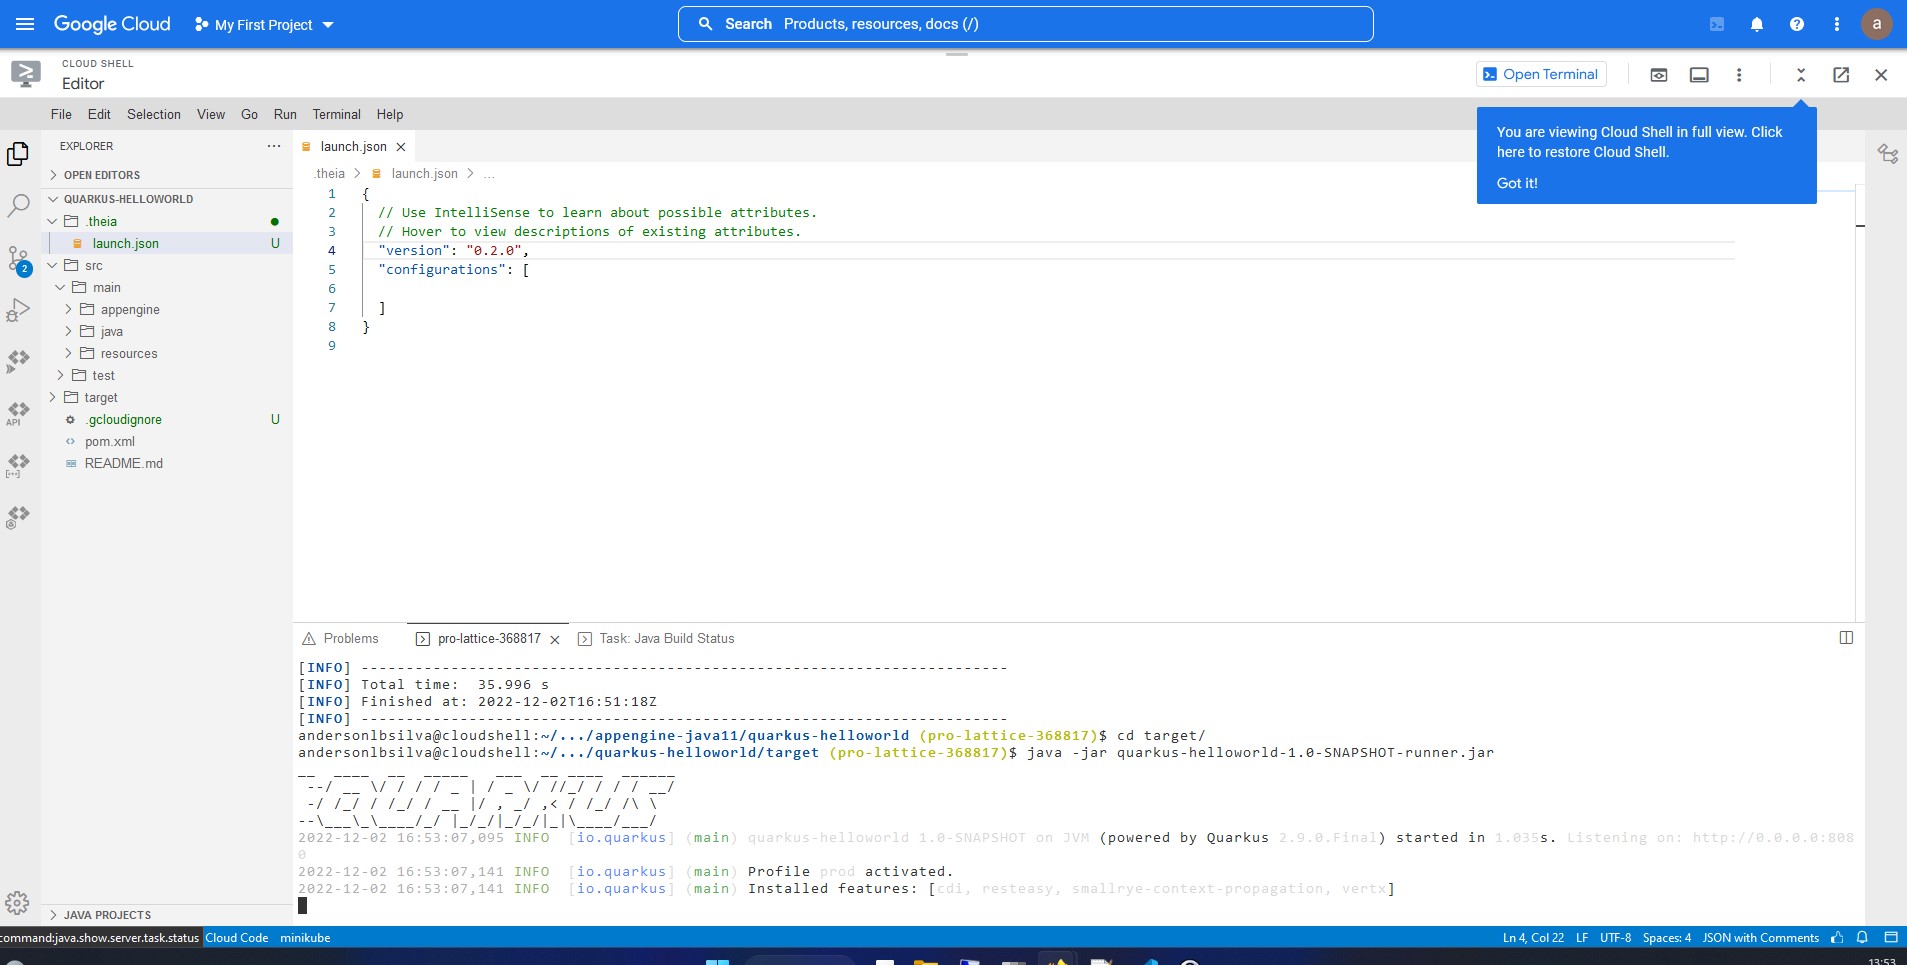 Google Cloud
My First Project
Search Products, resources, docs (/)
a
CLOUD SHELL
Editor
Open Terminal
File Edit Selection View Go Run Terminal Help
You are viewing Cloud Shell in full view. Click
here to restore Cloud Shell.
Got it!
EXPLORER
OPEN EDITORS
QUARKUS-HELLOWORLD
.theia
launch.json U
src
main
appengine
java
resources
test
target
.gcloudignore U
pom.xml
README.md
JAVA PROJECTS
2
API
launch.json
.theia > launch.json > ...
1 {
2 // Use IntelliSense to learn about possible attributes.
3 // Hover to view descriptions of existing attributes.
4 "version": "0.2.0",
5 "configurations": [
6
7 ]
8 }
9
Problems pro-lattice-368817 Task: Java Build Status
[INFO] ------------------------------------------------------------------------
[INFO] Total time:  35.996 s
[INFO] Finished at: 2022-12-02T16:51:18Z
[INFO] ------------------------------------------------------------------------
andersonlbsilva@cloudshell:~/.../appengine-java11/quarkus-helloworld (pro-lattice-368817)$ cd target/
andersonlbsilva@cloudshell:~/.../quarkus-helloworld/target (pro-lattice-368817)$ java -jar quarkus-helloworld-1.0-SNAPSHOT-runner.jar
__  ____  __  _____   ___  __ ____  ______
 --/ __ \/ / / / _ | / _ \/ //_/ / / / __/
 -/ /_/ / /_/ / __ |/ , _/ ,< / /_/ /\ \
--\___\_\____/_/ |_/_/|_/_/|_|\____/___/
2022-12-02 16:53:07,095 INFO  [io.quarkus] (main) quarkus-helloworld 1.0-SNAPSHOT on JVM (powered by Quarkus 2.9.0.Final) started in 1.035s. Listening on: http://0.0.0.0:808
0
2022-12-02 16:53:07,141 INFO  [io.quarkus] (main) Profile prod activated.
2022-12-02 16:53:07,141 INFO  [io.quarkus] (main) Installed features: [cdi, resteasy, smallrye-context-propagation, vertx]
command:java.show.server.task.status Cloud Code minikube
Ln 4, Col 22 LF UTF-8 Spaces: 4 JSON with Comments
13:53